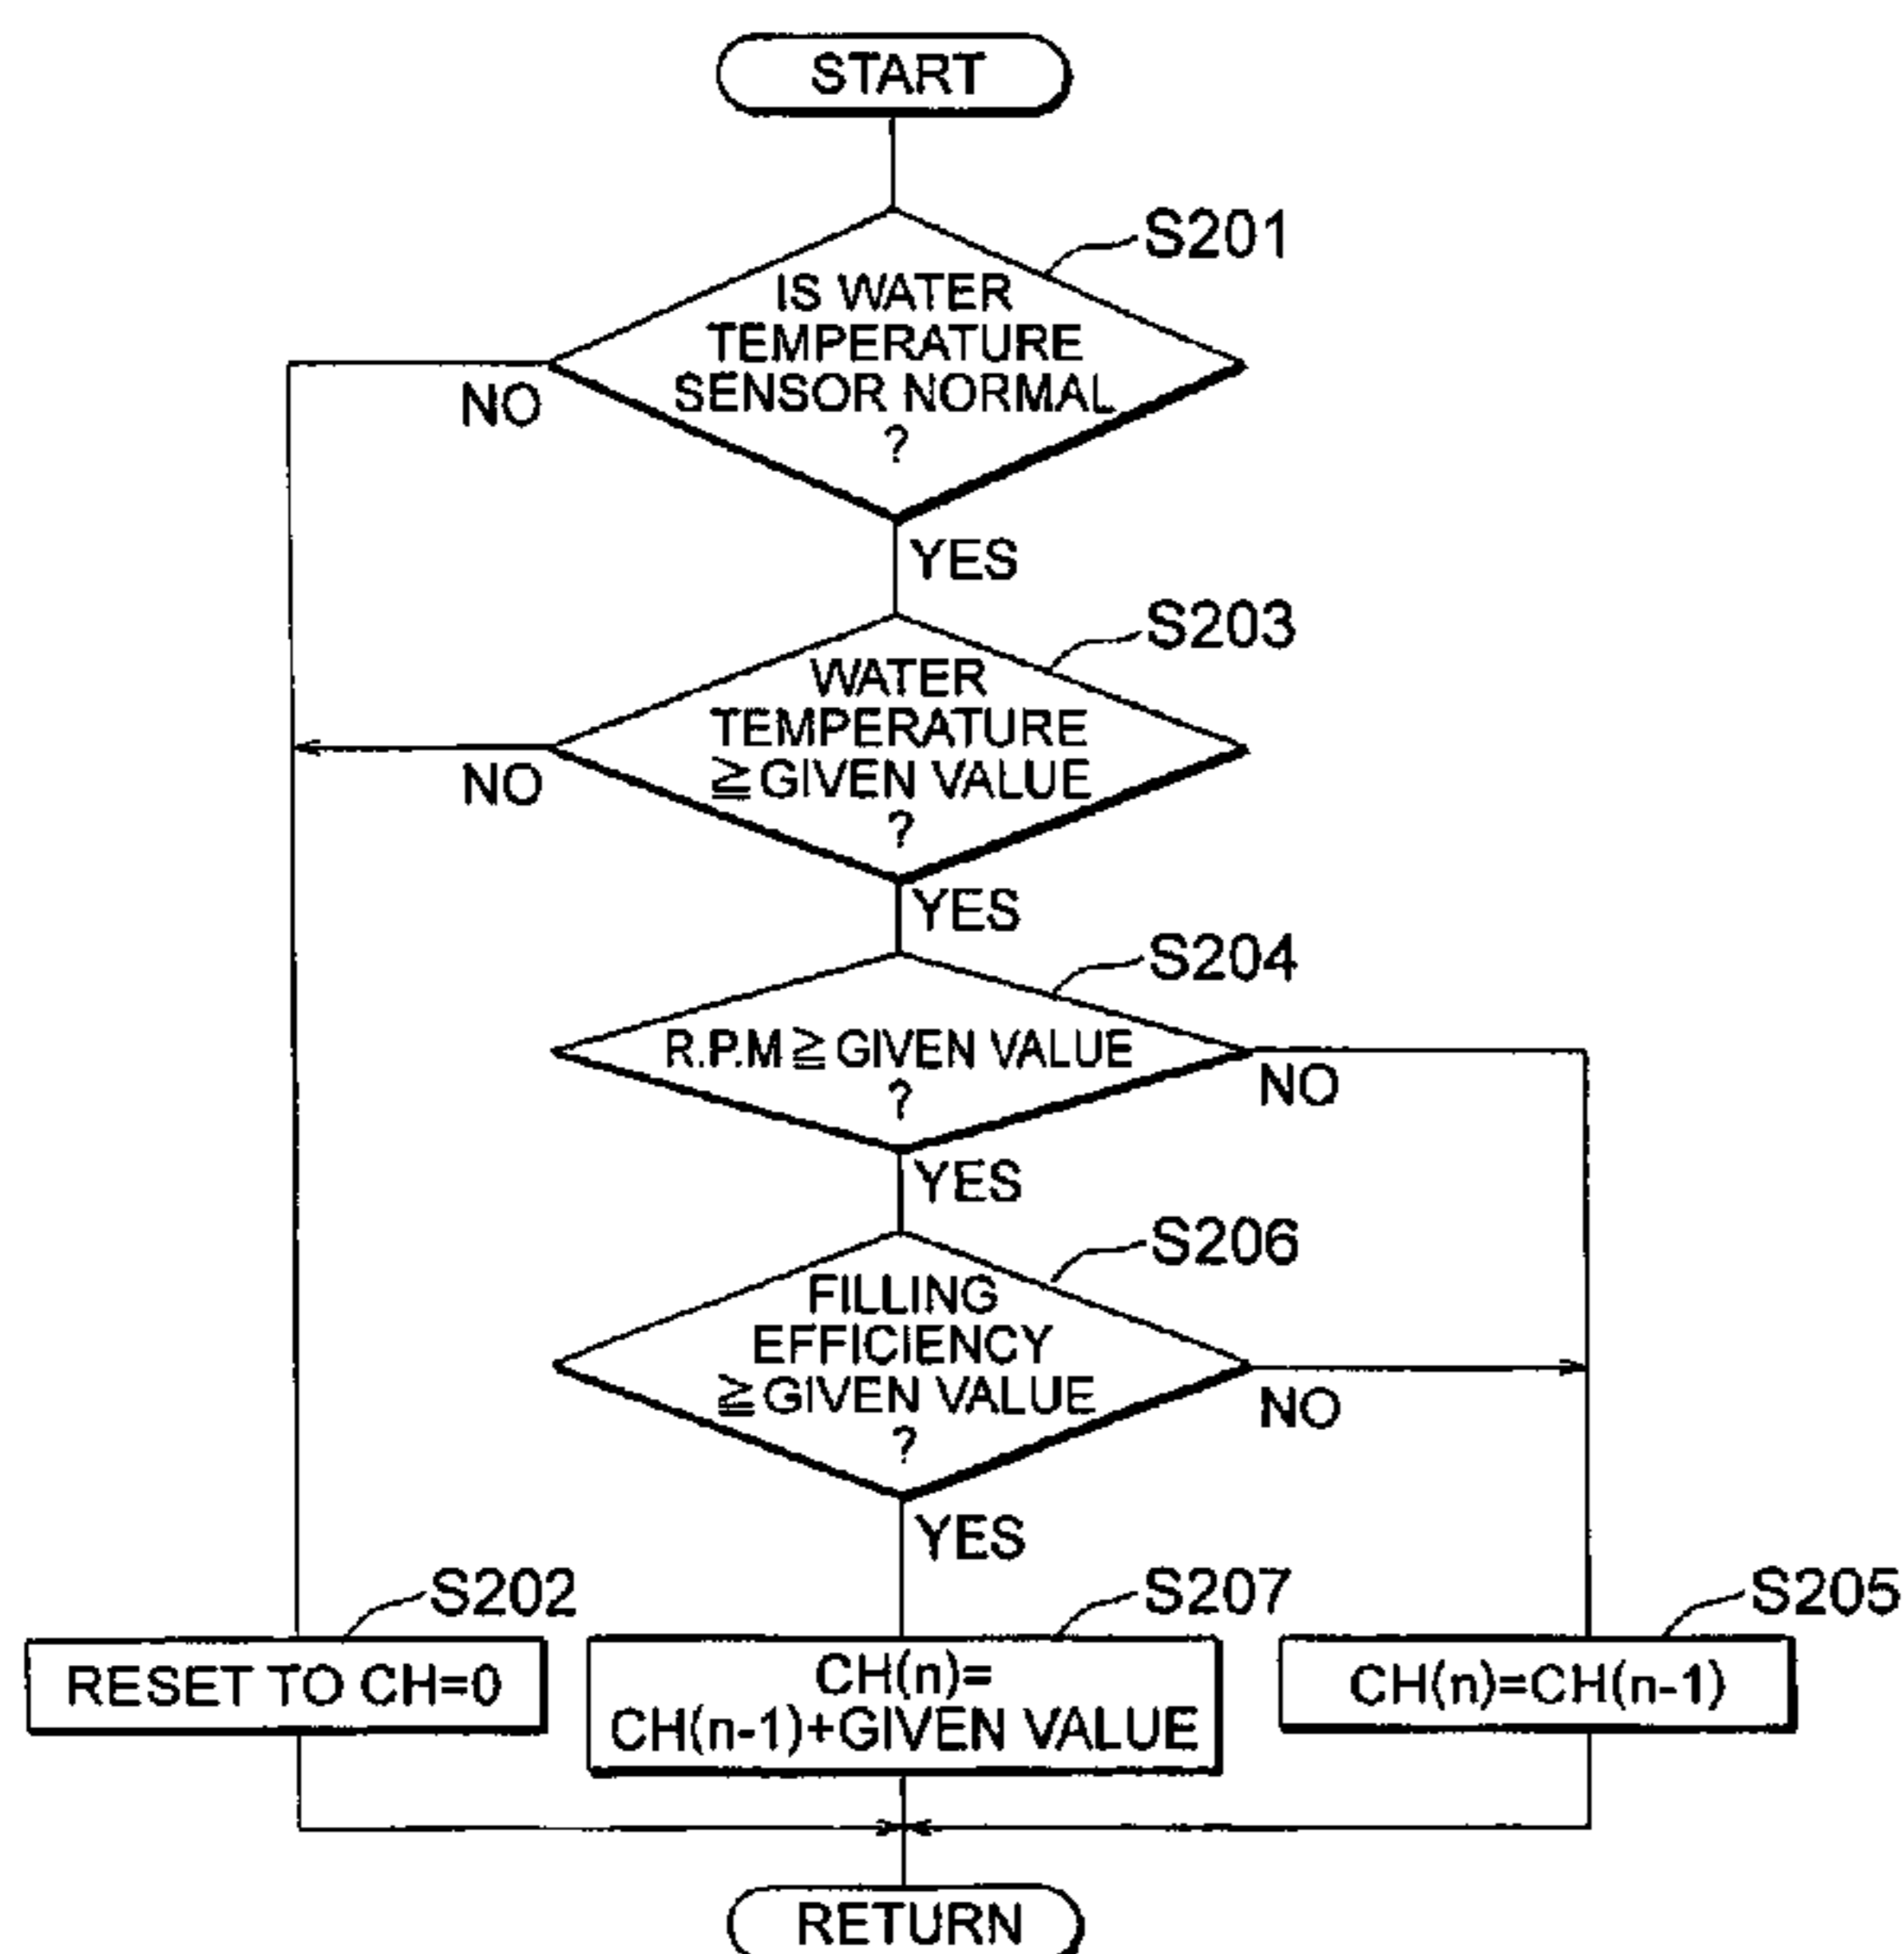 START
S201
IS WATER
TEMPERATURE
SENSOR NORMAL
?
NO
YES
S203
WATER
TEMPERATURE
≧GIVEN VALUE
?
NO
YES
S204
R.P.M≧GIVEN VALUE
?
NO
YES
S206
FILLING
EFFICIENCY
≧GIVEN VALUE
?
NO
YES
S202
RESET TO CH=0
S207
CH(n)=
CH(n-1)+GIVEN VALUE
S205
CH(n)=CH(n-1)
RETURN